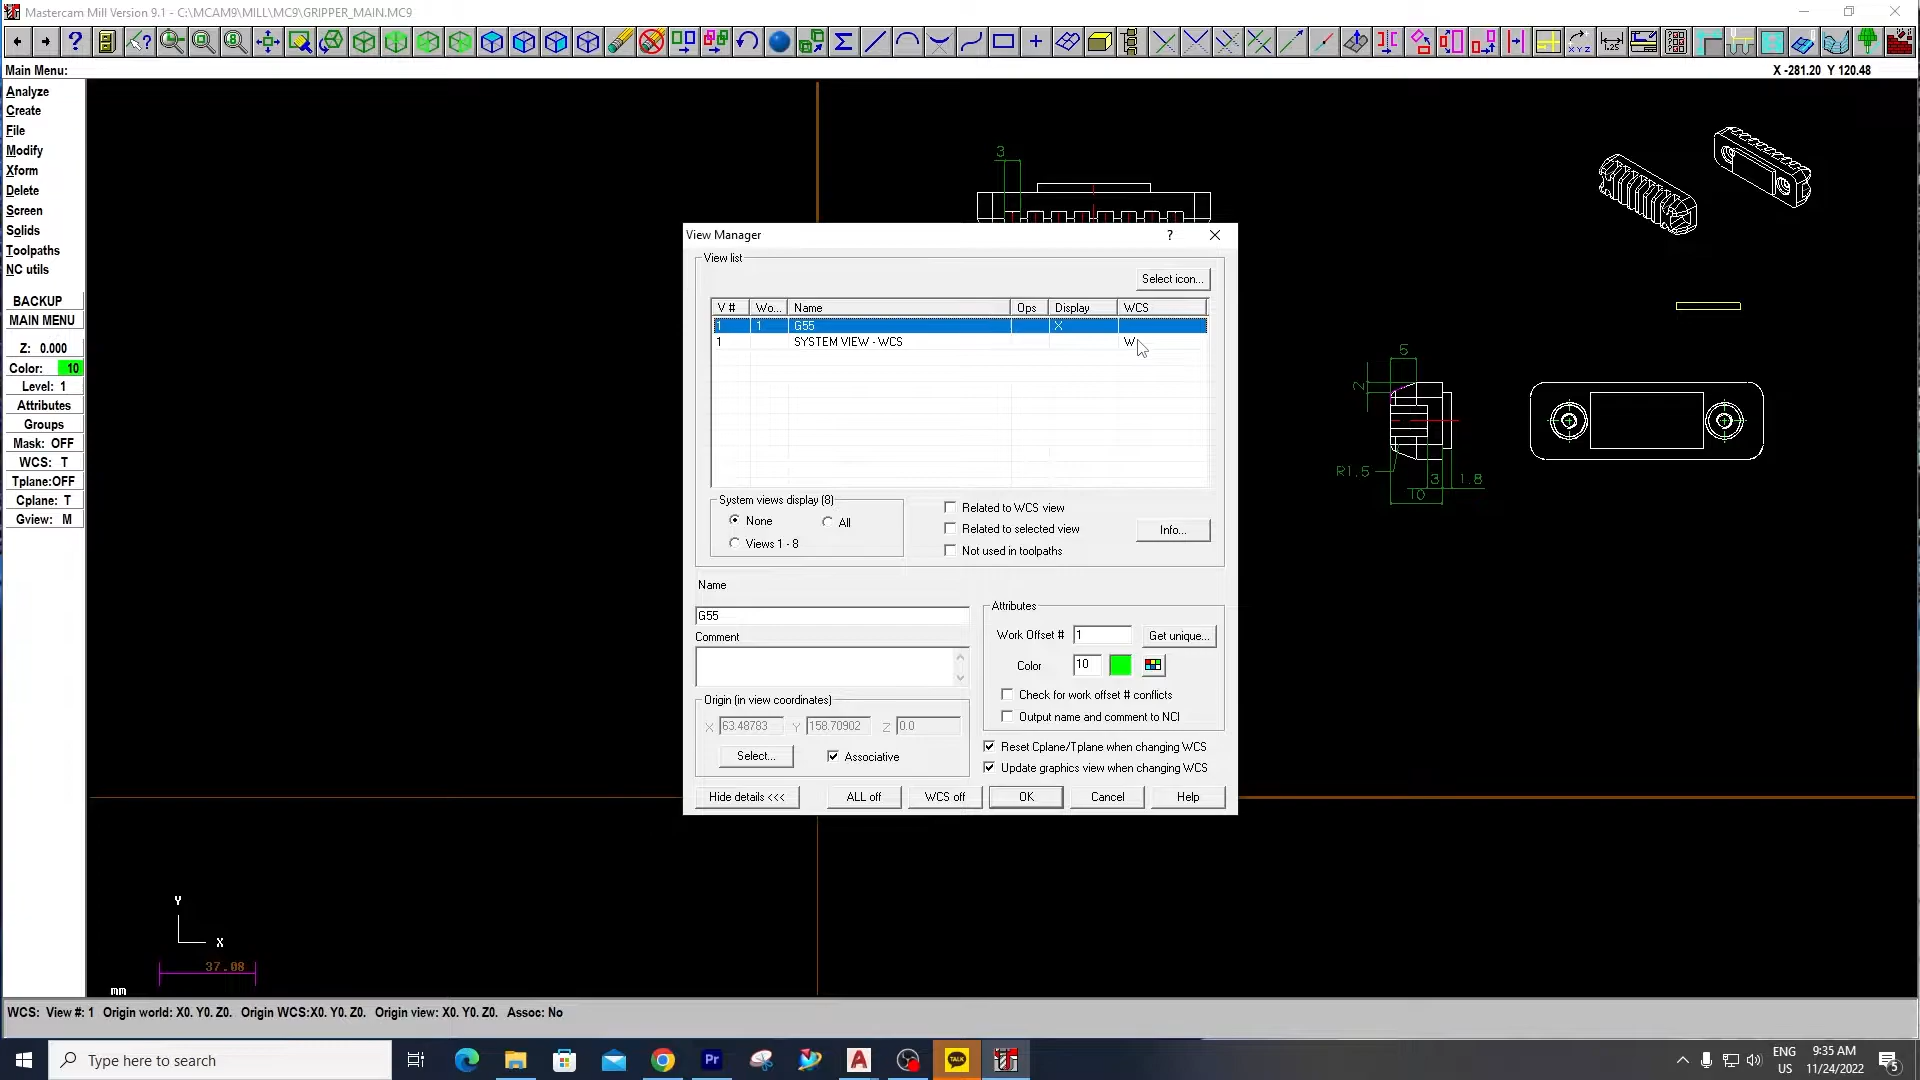 Mastercam Mill Version 9.1 - C:\MCAM9\MILL\MC9\GRIPPER_MAIN.MC9
Main Menu:
X -281.20 Y 120.48
Analyze
Create
File
Modify
Xform
Delete
Screen
Solids
Toolpaths
NC utils
BACKUP
MAIN MENU
Z: 0.000
Color: 10
Level: 1
Attributes
Groups
Mask: OFF
WCS: T
Tplane:OFF
Cplane: T
Gview: M
3
5
2
R1.5
3
1.8
10
View Manager
?
View list
Select icon...
V # Wo... Name Ops Display WCS
1 1 G55 X
1 SYSTEM VIEW - WCS W
System views display (8)
None
All
Views 1 - 8
Related to WCS view
Related to selected view
Not used in toolpaths
Info...
Name
G55
Comment
Origin (in view coordinates)
X 63.48783 Y 158.70902 Z 0.0
Select...
Associative
Attributes
Work Offset # 1 Get unique...
Color 10
Check for work offset # conflicts
Output name and comment to NCI
Reset Cplane/Tplane when changing WCS
Update graphics view when changing WCS
Hide details <<<
ALL off
WCS off
OK
Cancel
Help
Y
X
37.08
mm
WCS: View #: 1 Origin world: X0. Y0. Z0. Origin WCS:X0. Y0. Z0. Origin view: X0. Y0. Z0. Assoc: No
Type here to search
Pr
A
TALK
ENG
US
9:35 AM
11/24/2022
5